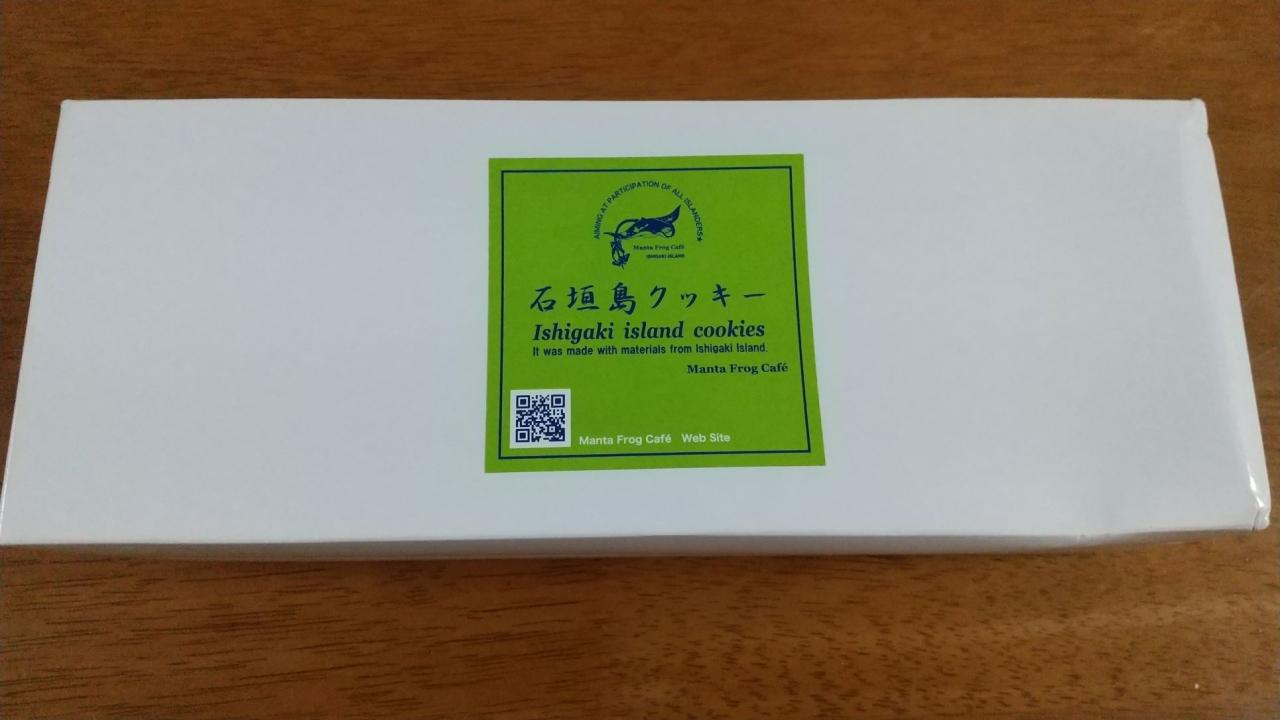 AIMING AT PARTICIPATION OF ALL ISLANDERS★
Manta Frog Café
ISHIGAKI ISLAND
石垣島クッキー
Ishigaki island cookies
It was made with materials from Ishigaki Island.
Manta Frog Café
Manta Frog Café Web Site